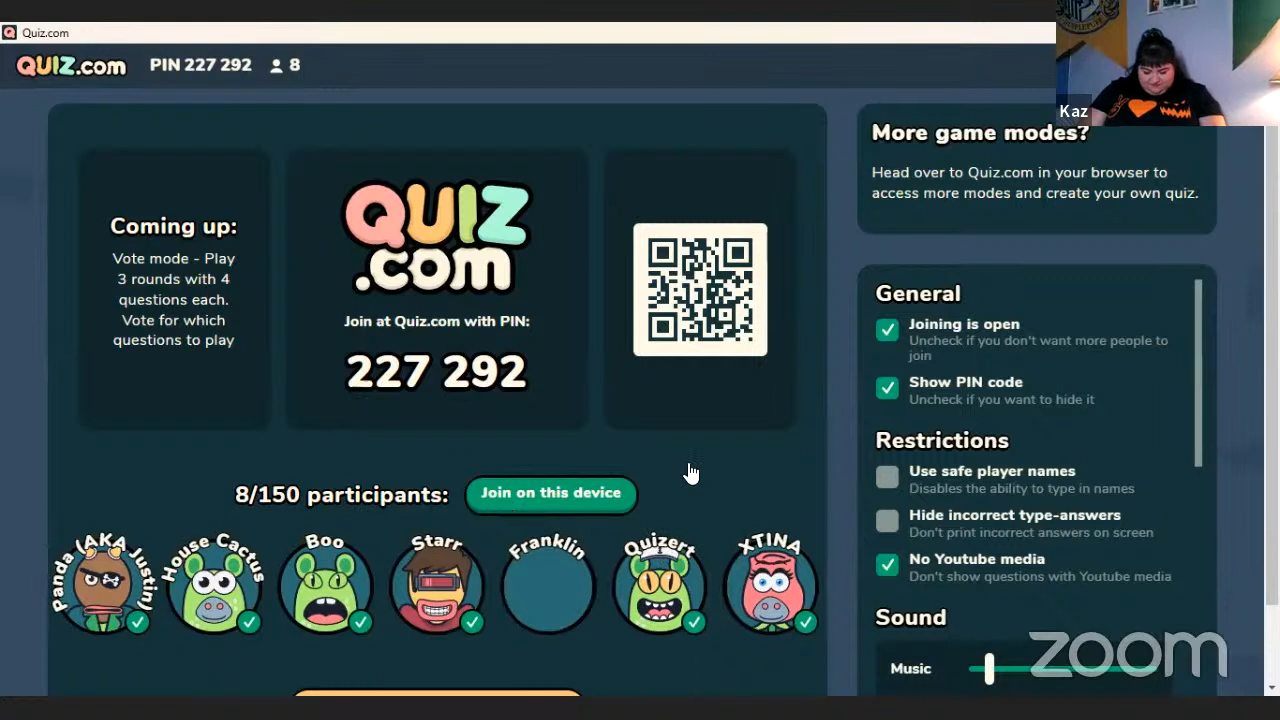 Quiz.com
QUIZ.com PIN 227 292 8
Kaz
Coming up:
Vote mode - Play
3 rounds with 4
questions each.
Vote for which
questions to play
QUIZ
.com
Join at Quiz.com with PIN:
227 292
More game modes?
Head over to Quiz.com in your browser to
access more modes and create your own quiz.
General
Joining is open
Uncheck if you don't want more people to
join
Show PIN code
Uncheck if you want to hide it
Restrictions
Use safe player names
Disables the ability to type in names
Hide incorrect type-answers
Don't print incorrect answers on screen
No Youtube media
Don't show questions with Youtube media
Sound
Music
8/150 participants:
Join on this device
Panda (AKA Justin)
House Cactus
Boo
Starr
Franklin
Quizert
XTINA
zoom